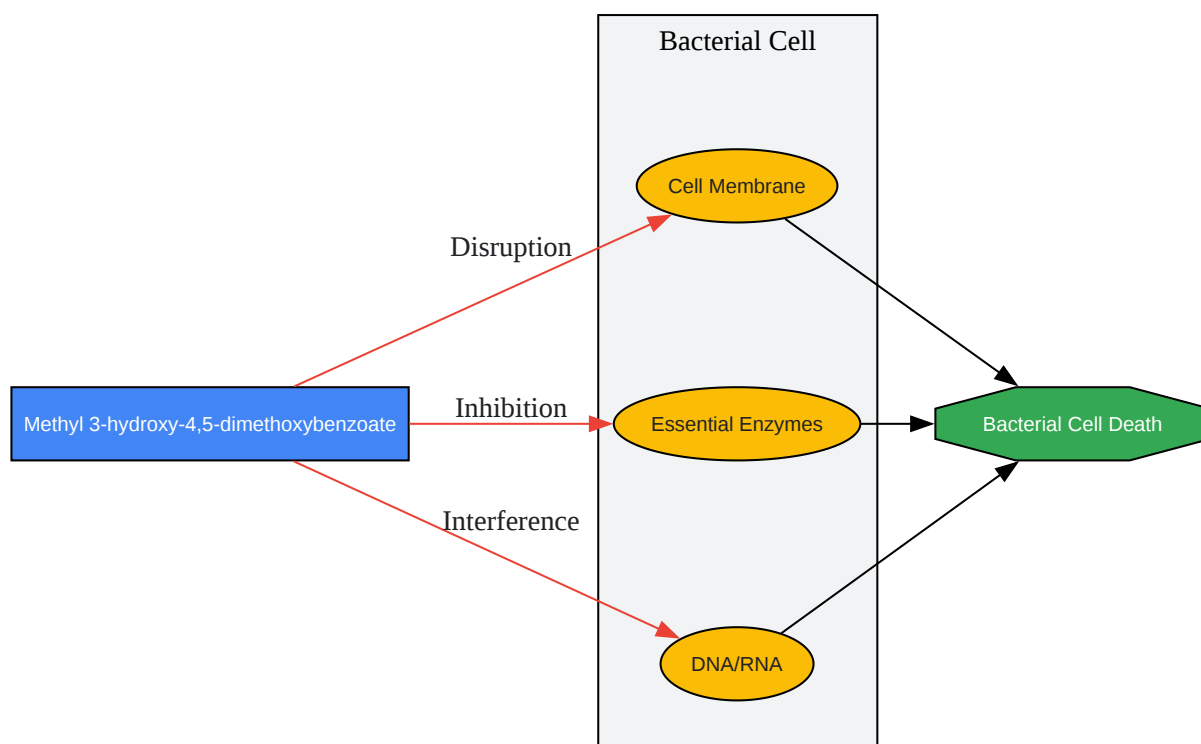 Bacterial Cell
Cell Membrane
Disruption
Methyl 3-hydroxy-4,5-dimethoxybenzoate
Inhibition
Essential Enzymes
Bacterial Cell Death
Interference
DNA/RNA